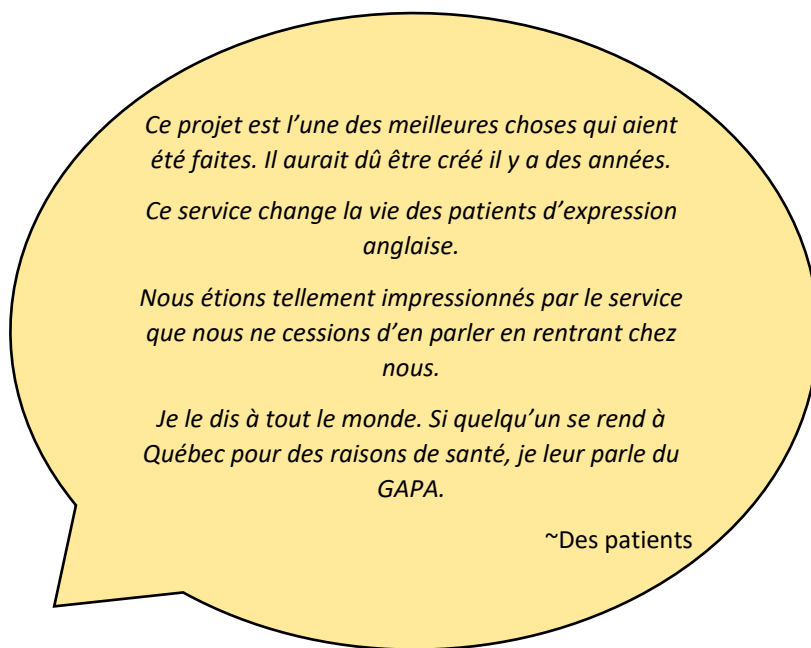 Ce projet est l’une des meilleures choses qui aient
été faites. Il aurait dû être créé il y a des années.
Ce service change la vie des patients d’expression
anglaise.
Nous étions tellement impressionnés par le service
que nous ne cessions d’en parler en rentrant chez
nous.
Je le dis à tout le monde. Si quelqu’un se rend à
Québec pour des raisons de santé, je leur parle du
GAPA.
~Des patients